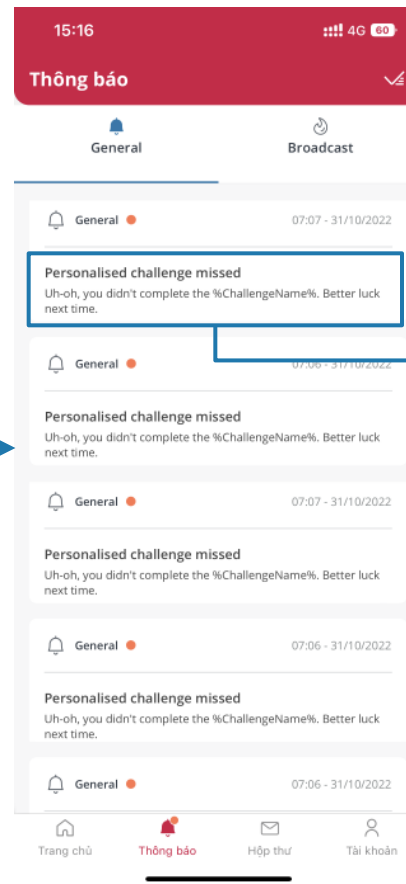 15:16 4G 60
Thông báo
General Broadcast
General 07:07 - 31/10/2022
Personalised challenge missed
Uh-oh, you didn't complete the %ChallengeName%. Better luck
next time.
General 07:06 - 31/10/2022
Personalised challenge missed
Uh-oh, you didn't complete the %ChallengeName%. Better luck
next time.
General 07:07 - 31/10/2022
Personalised challenge missed
Uh-oh, you didn't complete the %ChallengeName%. Better luck
next time.
General 07:06 - 31/10/2022
Personalised challenge missed
Uh-oh, you didn't complete the %ChallengeName%. Better luck
next time.
General 07:06 - 31/10/2022
Trang chủ Thông báo Hộp thư Tài khoản